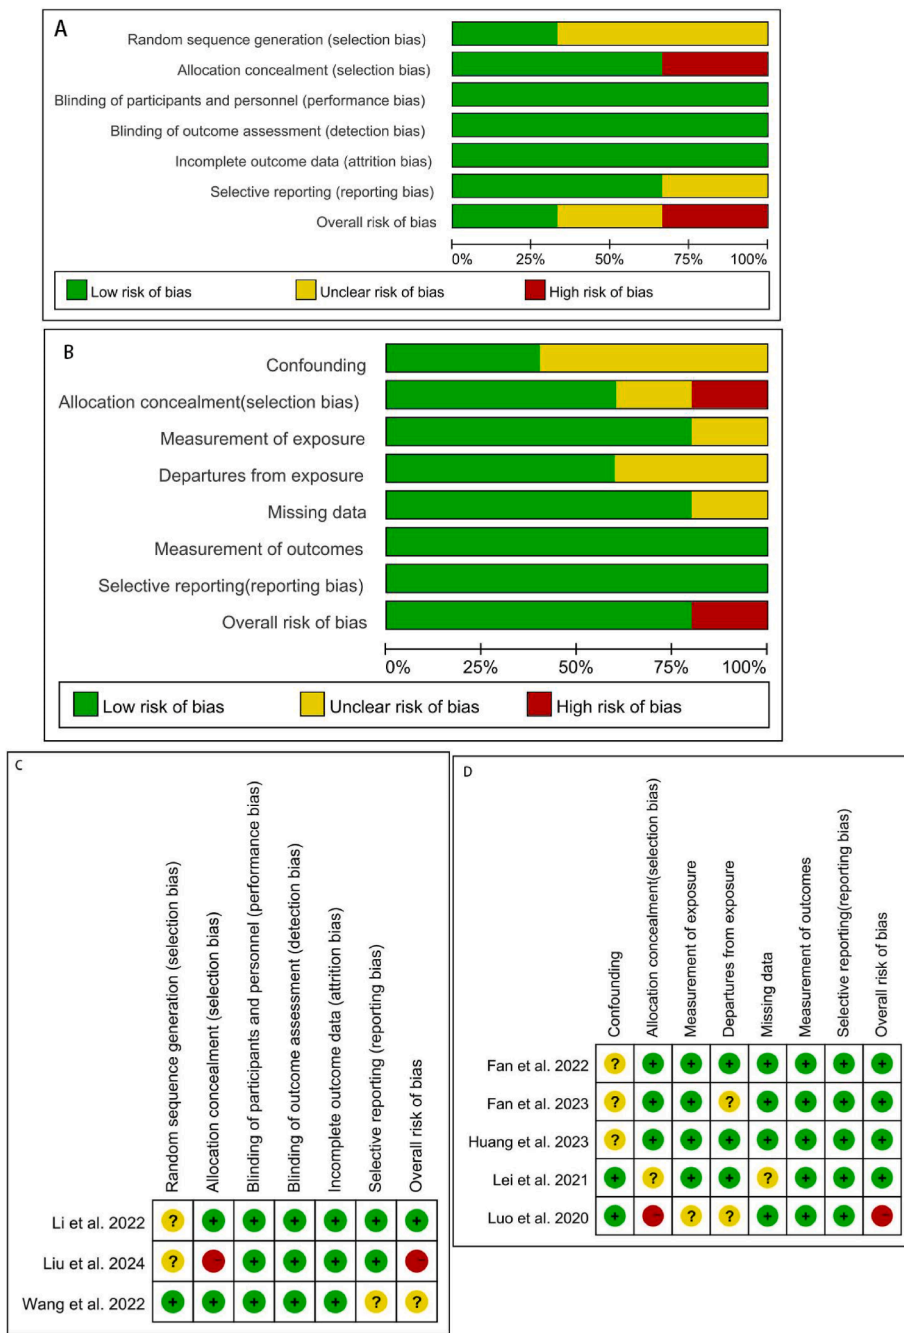 A
Random sequence generation (selection bias)
Allocation concealment (selection bias)
Blinding of participants and personnel (performance bias)
Blinding of outcome assessment (detection bias)
Incomplete outcome data (attrition bias)
Selective reporting (reporting bias)
Overall risk of bias
0% 25% 50% 75% 100%
Low risk of bias Unclear risk of bias High risk of bias
B
Confounding
Allocation concealment(selection bias)
Measurement of exposure
Departures from exposure
Missing data
Measurement of outcomes
Selective reporting(reporting bias)
Overall risk of bias
0% 25% 50% 75% 100%
Low risk of bias Unclear risk of bias High risk of bias
C
Random sequence generation (selection bias)
Allocation concealment (selection bias)
Blinding of participants and personnel (performance bias)
Blinding of outcome assessment (detection bias)
Incomplete outcome data (attrition bias)
Selective reporting (reporting bias)
Overall risk of bias
Li et al. 2022 ? + + + + + +
Liu et al. 2024 ? - + + + + -
Wang et al. 2022 + + + + + ? ?
D
Confounding
Allocation concealment(selection bias)
Measurement of exposure
Departures from exposure
Missing data
Measurement of outcomes
Selective reporting(reporting bias)
Overall risk of bias
Fan et al. 2022 ? + + + + + + +
Fan et al. 2023 ? + + ? + + + +
Huang et al. 2023 ? + + + + + + +
Lei et al. 2021 + ? + + ? + + +
Luo et al. 2020 + - ? ? + + + -